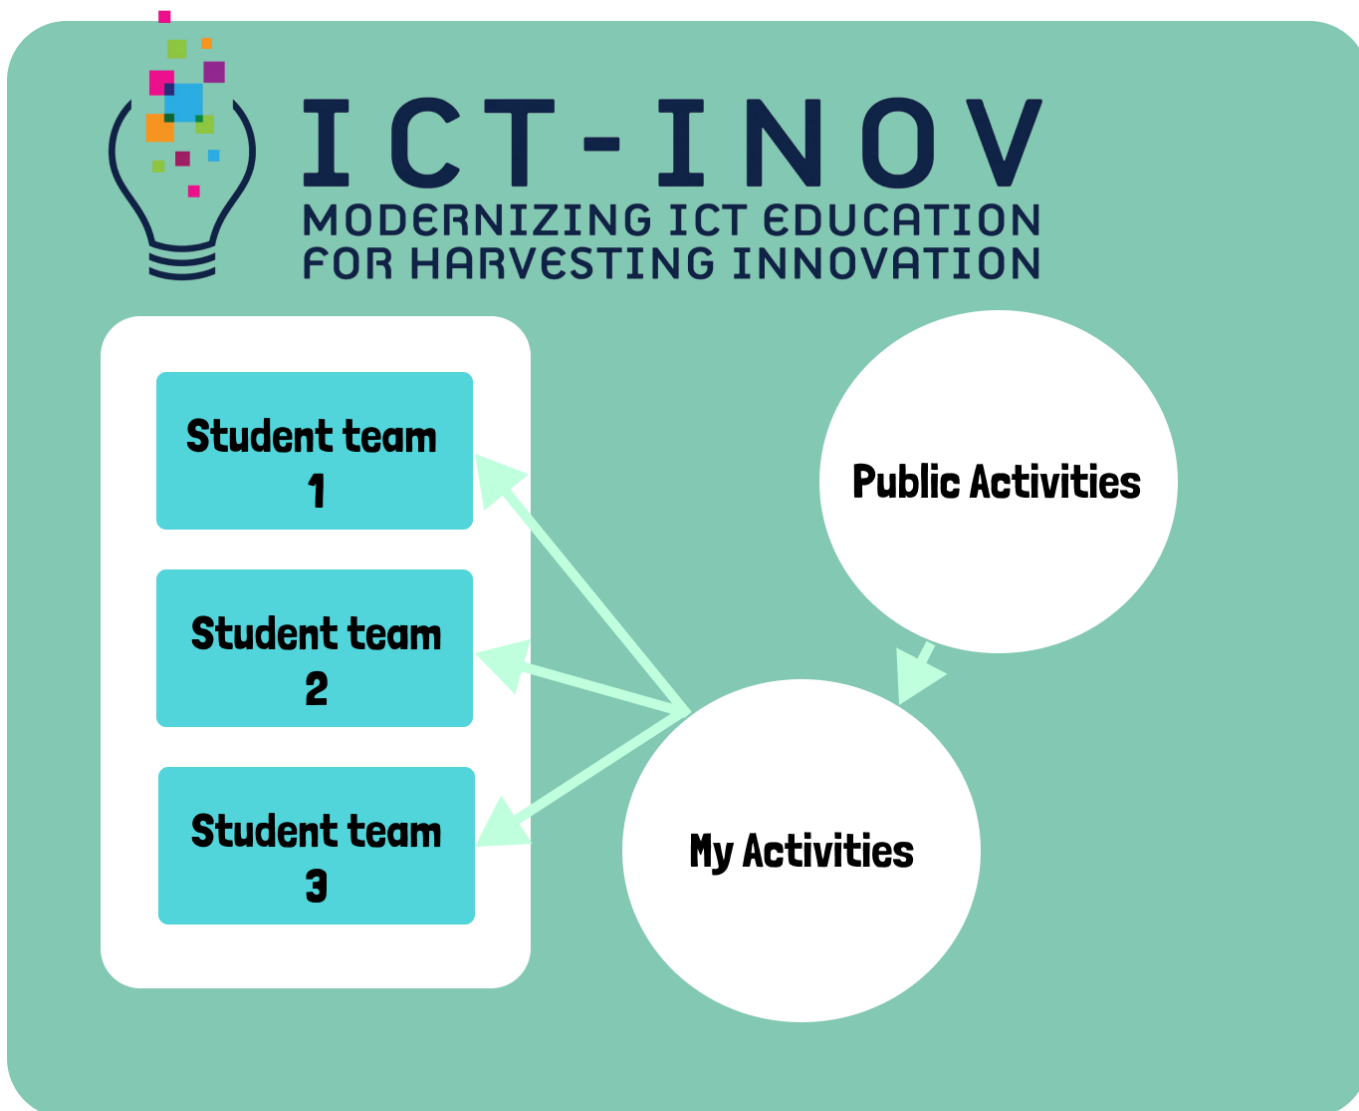 ICT-INOV
MODERNIZING ICT EDUCATION
FOR HARVESTING INNOVATION
Student team
1
Student team
2
Student team
3
Public Activities
My Activities